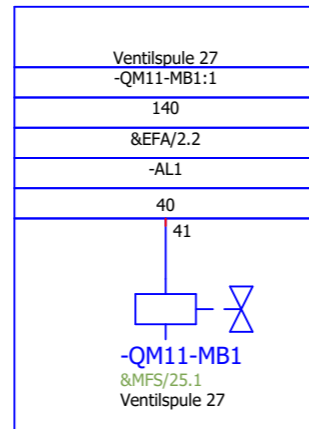 Ventilspule 27
-QM11-MB1:1
140
&EFA/2.2
-AL1
40
41
-QM11-MB1
&MFS/25.1
Ventilspule 27